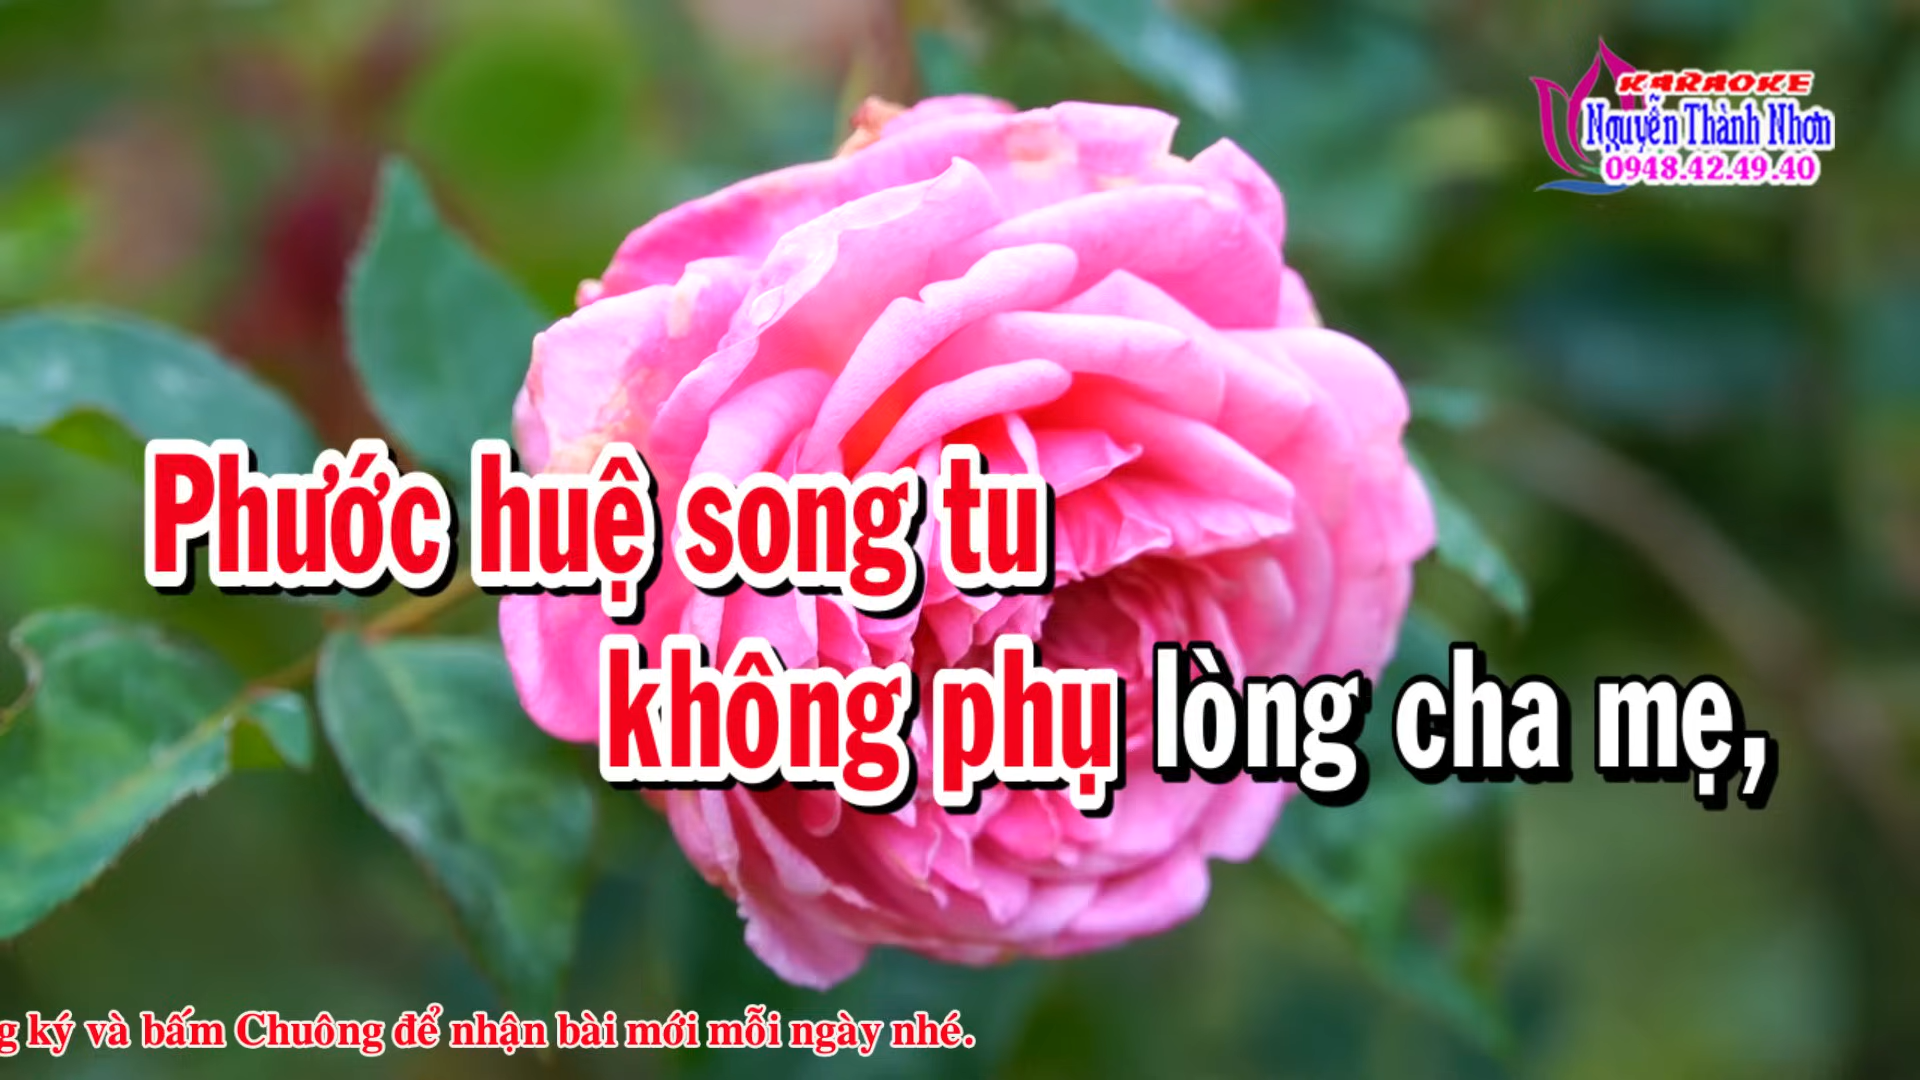 KARAOKE
Nguyễn Thành Nhơn
0948.42.49.40
Phước huệ song tu
không phụ lòng cha mẹ,
ký và bấm Chuông để nhận bài mới mỗi ngày nhé.